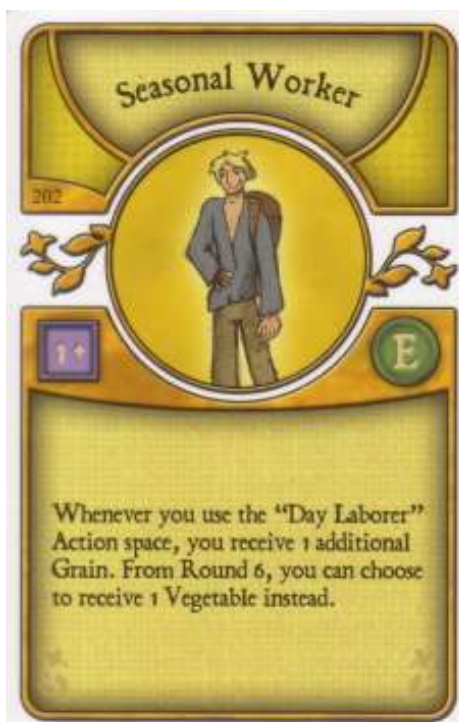 Seasonal Worker
202
1+
E
Whenever you use the “Day Laborer”
Action space, you receive 1 additional
Grain. From Round 6, you can choose
to receive 1 Vegetable instead.